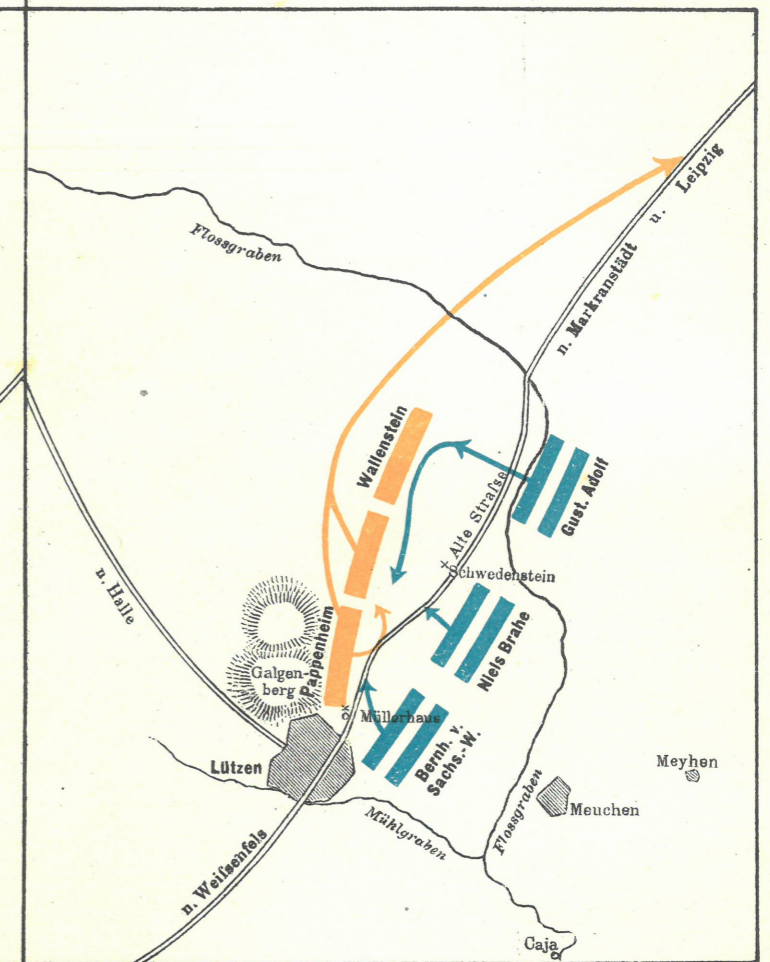 Flossgraben
n. Markranstädt u. Leipzig
Wallenstein
Gust. Adolf
Alte Straſse
Schwedenstein
n. Halle
Pappenheim
Niels Brahe
Galgen-
berg
Müllerhaus
Bernh. v.
Sachs.-W.
Lützen
Meyhen
Meuchen
Flossgraben
Mühlgraben
n. Weiſsenfels
Caja